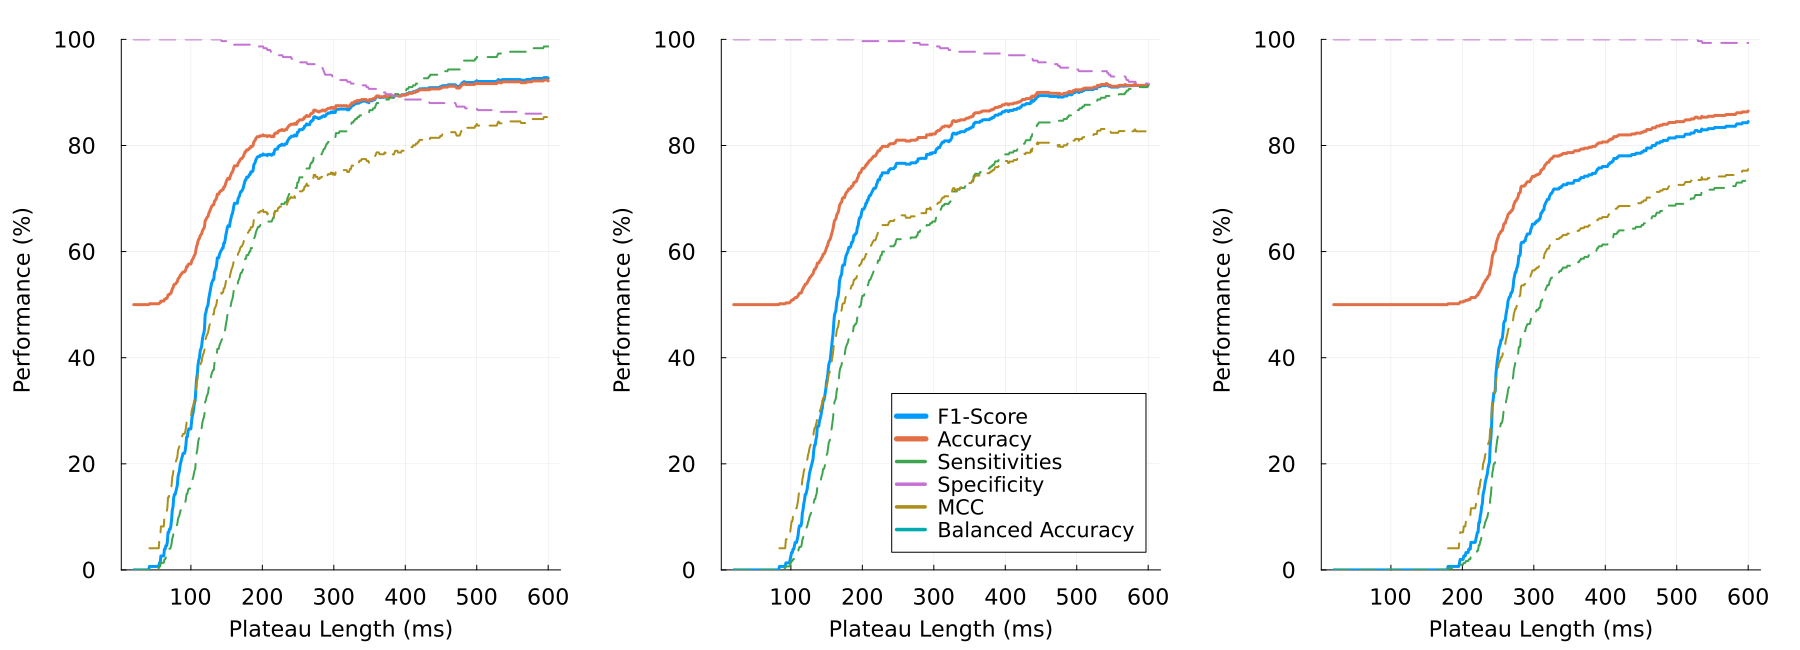 100
80
60
40
20
0
Performance (%)
100 200 300 400 500 600
Plateau Length (ms)
100
80
60
40
20
0
Performance (%)
F1-Score
Accuracy
Sensitivities
Specificity
MCC
Balanced Accuracy
100 200 300 400 500 600
Plateau Length (ms)
100
80
60
40
20
0
Performance (%)
100 200 300 400 500 600
Plateau Length (ms)